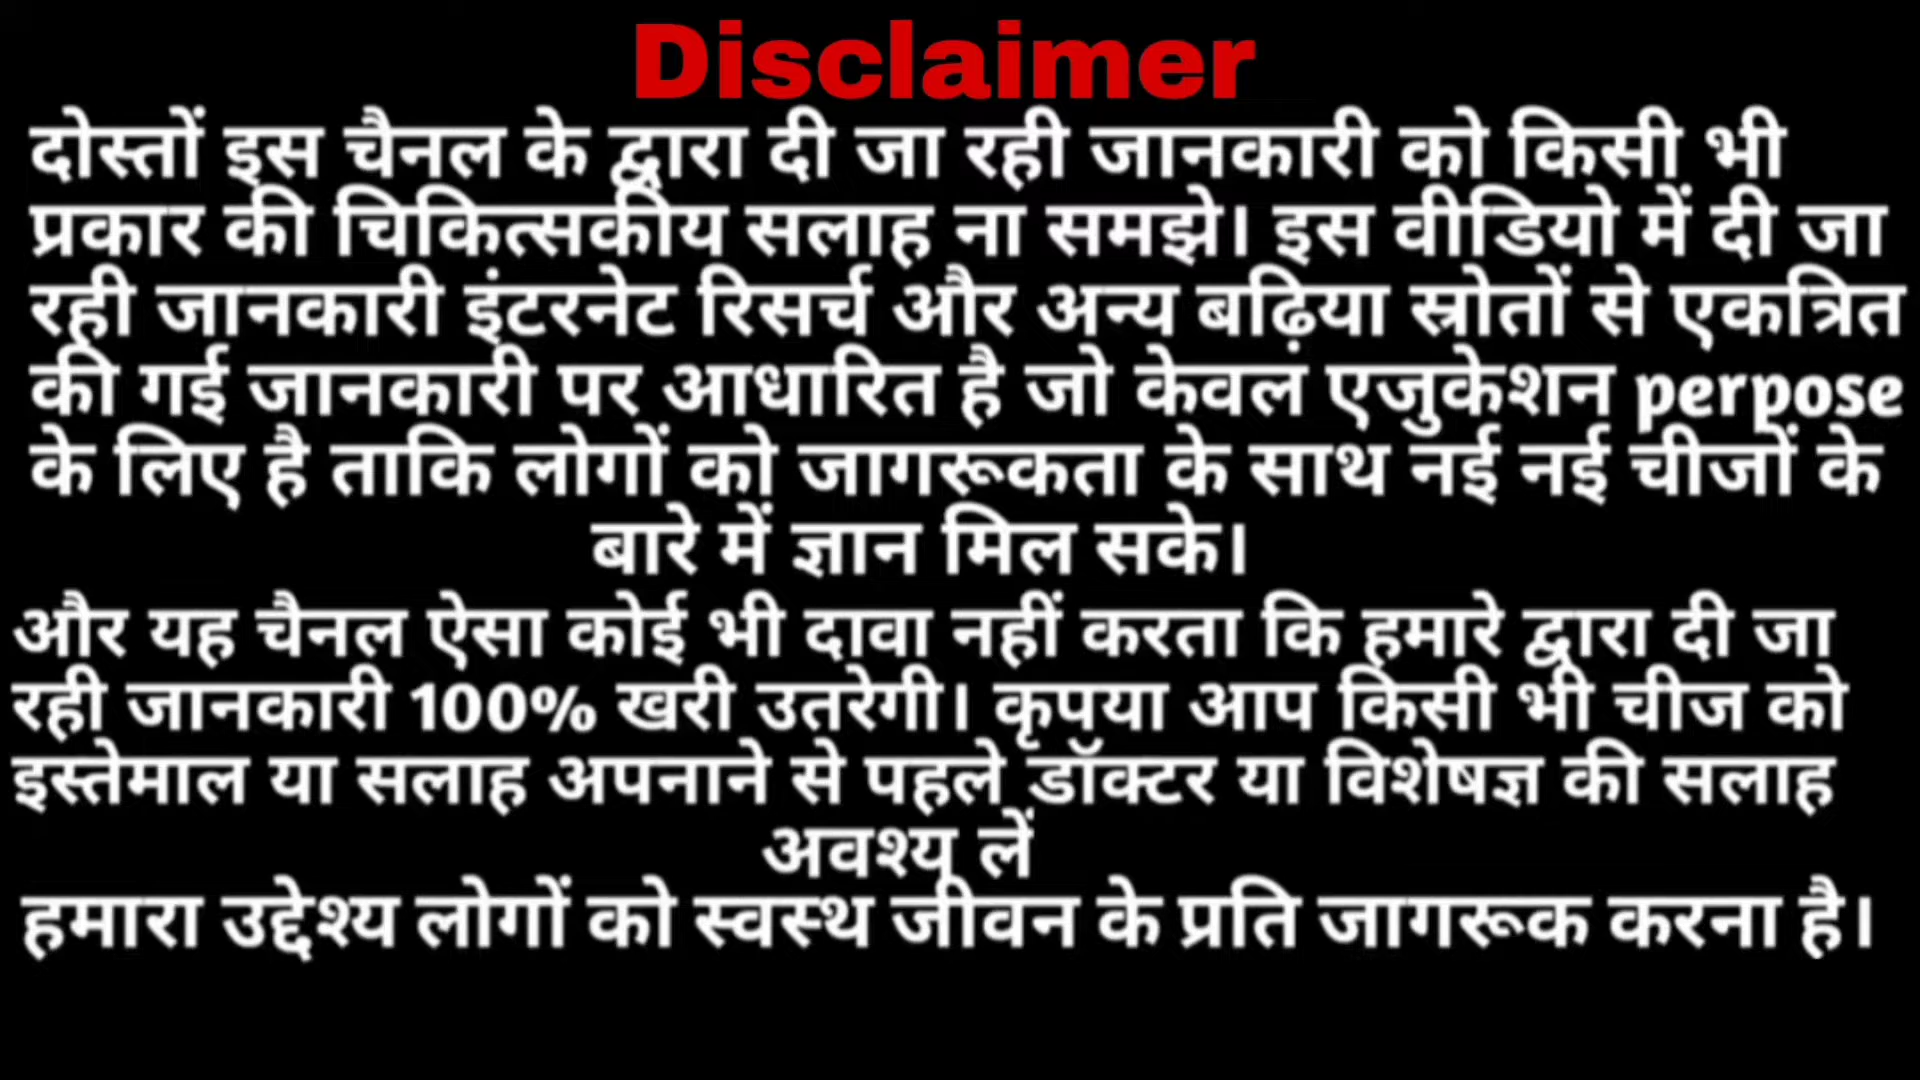 Disclaimer
दोस्तों इस चैनल के द्वारा दी जा रही जानकारी को किसी भी
प्रकार की चिकित्सकीय सलाह ना समझे। इस वीडियो में दी जा
रही जानकारी इंटरनेट रिसर्च और अन्य बढ़िया स्रोतों से एकत्रित
की गई जानकारी पर आधारित है जो केवल एजुकेशन perpose
के लिए है ताकि लोगों को जागरूकता के साथ नई नई चीजों के
बारे में ज्ञान मिल सके।
और यह चैनल ऐसा कोई भी दावा नहीं करता कि हमारे द्वारा दी जा
रही जानकारी 100% खरी उतरेगी। कृपया आप किसी भी चीज को
इस्तेमाल या सलाह अपनाने से पहले डॉक्टर या विशेषज्ञ की सलाह
अवश्य लें
हमारा उद्देश्य लोगों को स्वस्थ जीवन के प्रति जागरूक करना है।